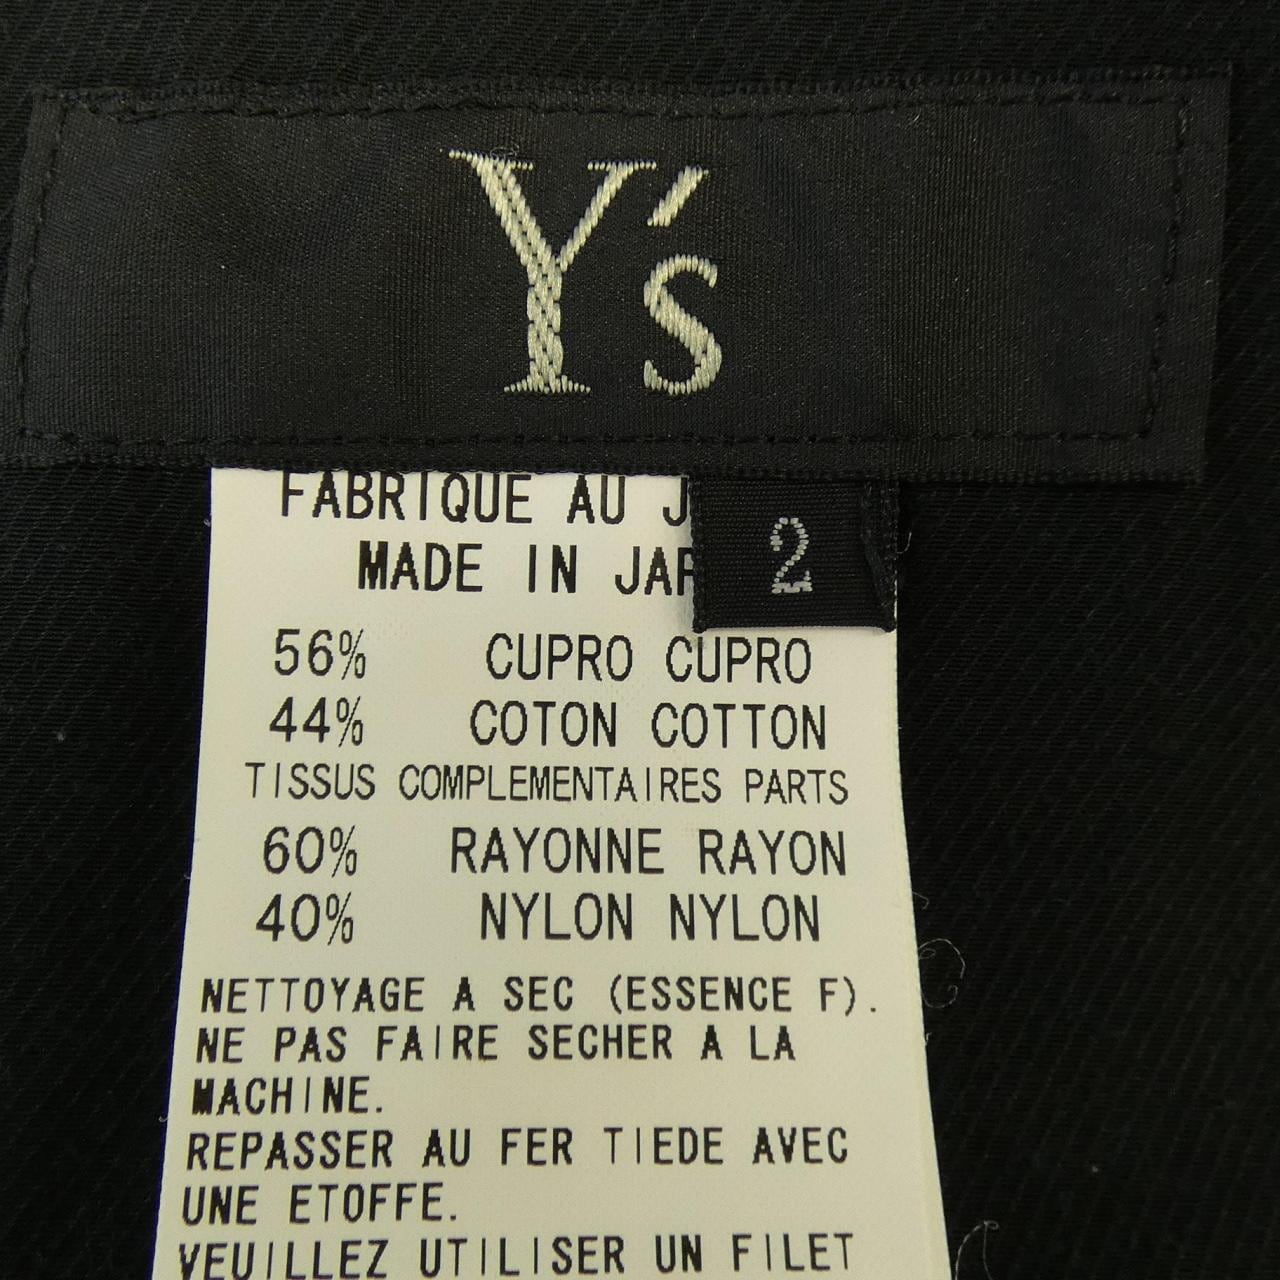 Y's
FABRIQUE AU
2
MADE IN
56% CUPRO CUPRO
44% COTON COTTON
TISSUS COMPLEMENTAIRES PARTS
60% RAYONNE RAYON
40% NYLON NYLON
NETTOYAGE A SEC (ESSENCE F).
NE PAS FAIRE SECHER A LA
MACHINE.
REPASSER AU FER TIEDE AVEC
UNE ETOFFE.
VEUILLEZ UTILISER UN FILET